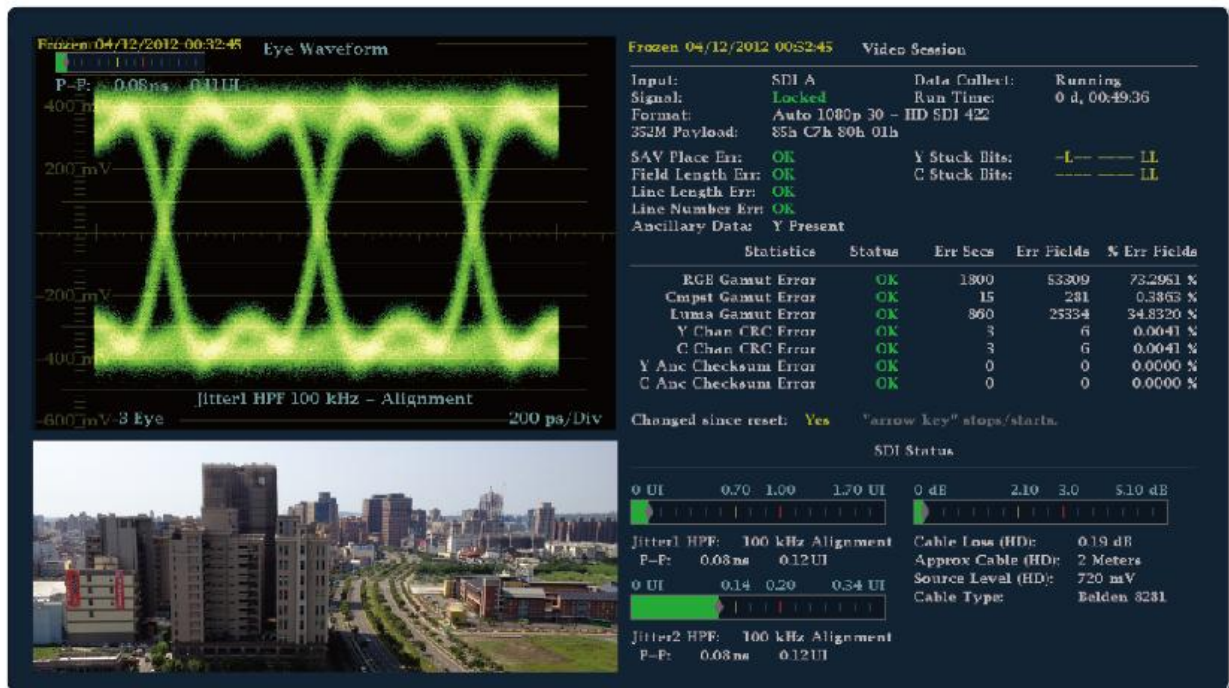 Frozen 04/12/2012 00:32:45 Eye Waveform
P-P: 0.08ns 0.11UI
400 mV
200 mV
-200 mV
-400 mV
Jitter1 HPF 100 kHz - Alignment
-600 mV -3 Eye 200 ps/Div
Frozen 04/12/2012 00:32:45 Video Session
Input: SDI A Data Collect: Running
Signal: Locked Run Time: 0 d, 00:49:36
Format: Auto 1080p 30 - HD SDI 422
352M Payload: 85h C7h 80h 01h
SAV Place Err: OK Y Stuck Bits: -L-- ---- LL
Field Length Err: OK C Stuck Bits: ---- ---- LL
Line Length Err: OK
Line Number Err: OK
Ancillary Data: Y Present
Statistics Status Err Secs Err Fields % Err Fields
RGB Gamut Error OK 1800 53309 73.2951 %
Cmpst Gamut Error OK 15 281 0.3863 %
Luma Gamut Error OK 860 25334 34.8320 %
Y Chan CRC Error OK 3 6 0.0041 %
C Chan CRC Error OK 3 6 0.0041 %
Y Anc Checksum Error OK 0 0 0.0000 %
C Anc Checksum Error OK 0 0 0.0000 %
Changed since reset: Yes "arrow key" stops/starts.
SDI Status
0 UI 0.70 1.00 1.70 UI
Jitter1 HPF: 100 kHz Alignment
P-P: 0.08ns 0.12UI
0 UI 0.14 0.20 0.34 UI
Jitter2 HPF: 100 kHz Alignment
P-P: 0.08ns 0.12UI
0 dB 2.10 3.0 5.10 dB
Cable Loss (HD): 0.19 dB
Approx Cable (HD): 2 Meters
Source Level (HD): 720 mV
Cable Type: Belden 8281